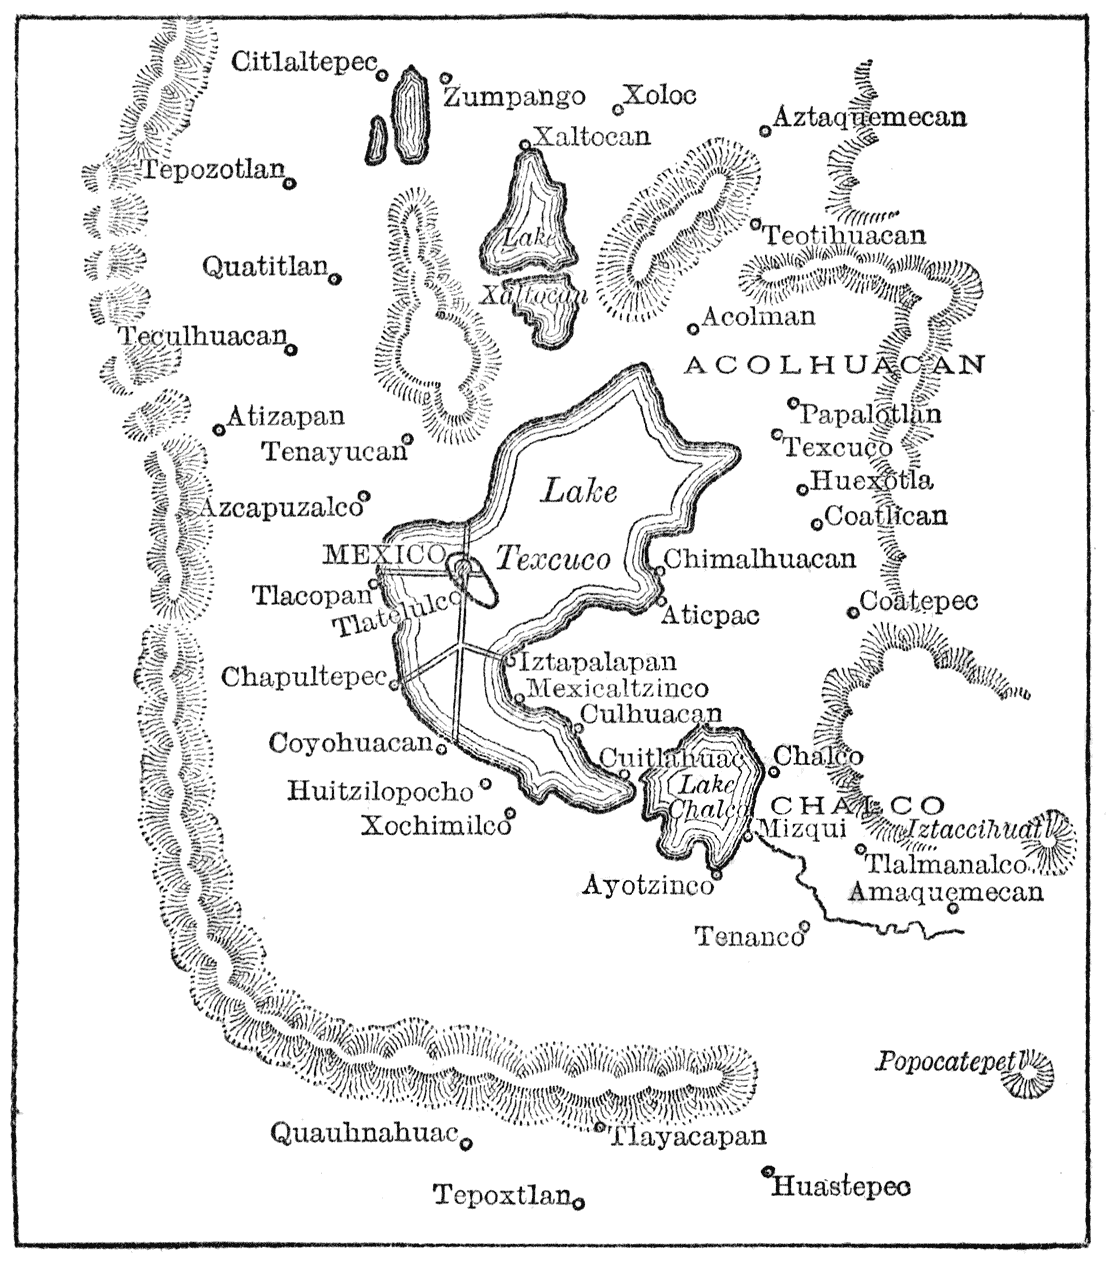 Citlaltepec
Zumpango
Xoloc
Aztaquemecan
Xaltocan
Tepozotlan
Lake
Xaltocan
Teotihuacan
Quatitlan
Acolman
Teculhuacan
ACOLHUACAN
Papalotlan
Atizapan
Tenayucan
Texcuco
Huexotla
Lake
Texcuco
Azcapuzalco
Coatlican
MEXICO
Chimalhuacan
Tlacopan
Tlatelulco
Coatepec
Aticpac
Iztapalapan
Chapultepec
Mexicaltzinco
Culhuacan
Coyohuacan
Cuitlahuac
Chalco
Lake
Chalco
Huitzilopocho
CHALCO
Xochimilco
Mizqui
Iztaccihuatl
Tlalmanalco
Ayotzinco
Amaquemecan
Tenanco
Popocatepetl
Quauhnahuac
Tlayacapan
Tepoxtlan
Huastepec